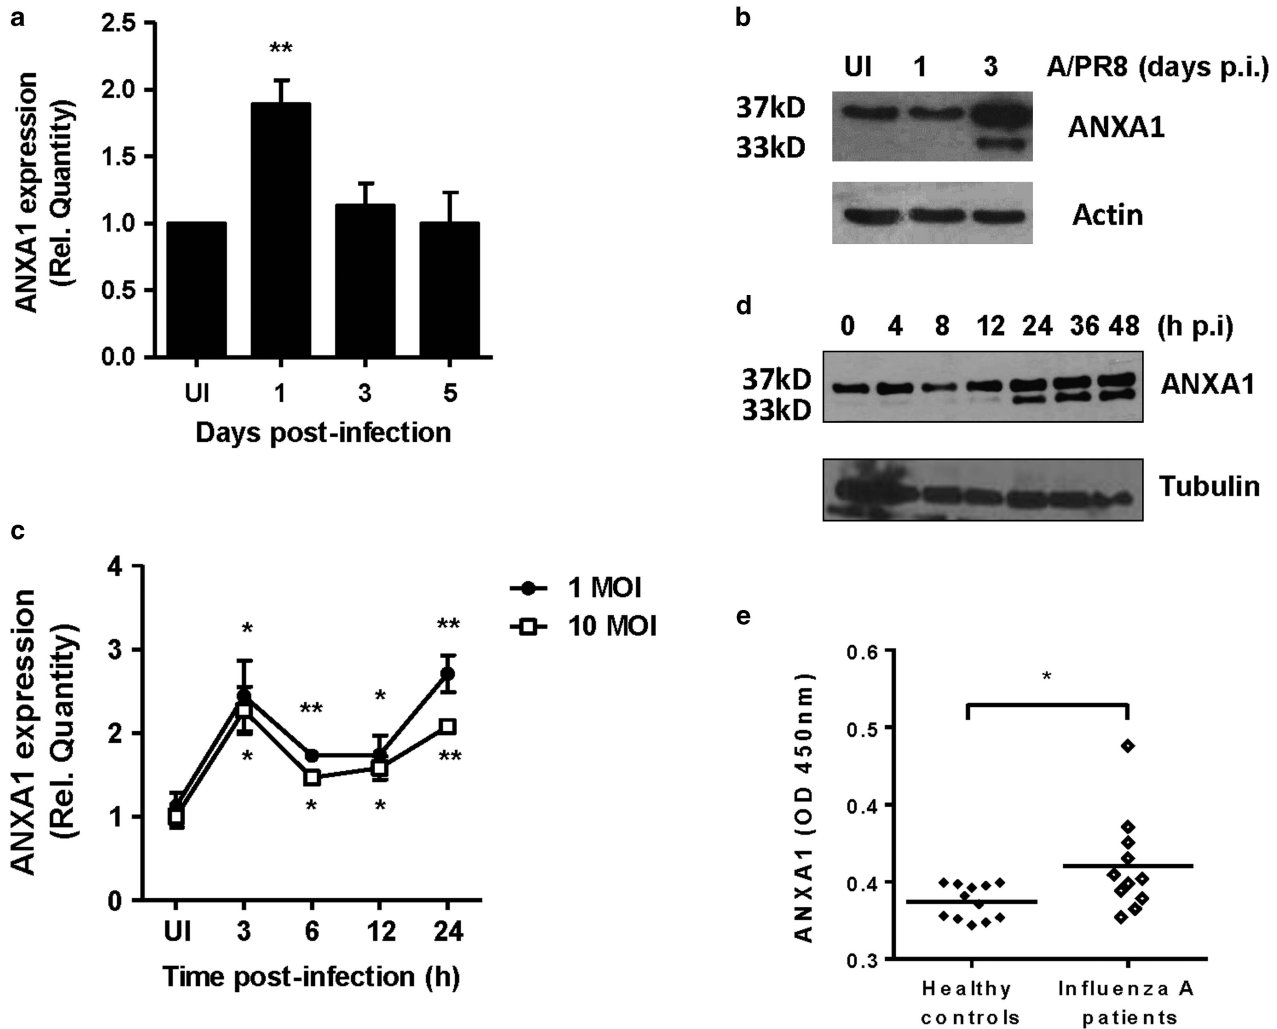 a
2.5
2.0
1.5
1.0
0.5
0.0
ANXA1 expression
(Rel. Quantity)
**
UI 1 3 5
Days post-infection
b
UI 1 3 A/PR8 (days p.i.)
37kD
33kD
ANXA1
Actin
d
0 4 8 12 24 36 48 (h p.i)
37kD
33kD
ANXA1
Tubulin
c
4
3
2
1
0
ANXA1 expression
(Rel. Quantity)
1 MOI
10 MOI
* ** * **
* * * **
UI 3 6 12 24
Time post-infection (h)
e
0.6
0.5
0.4
0.4
0.3
ANXA1 (OD 450nm)
*
Healthy
controls
Influenza A
patients